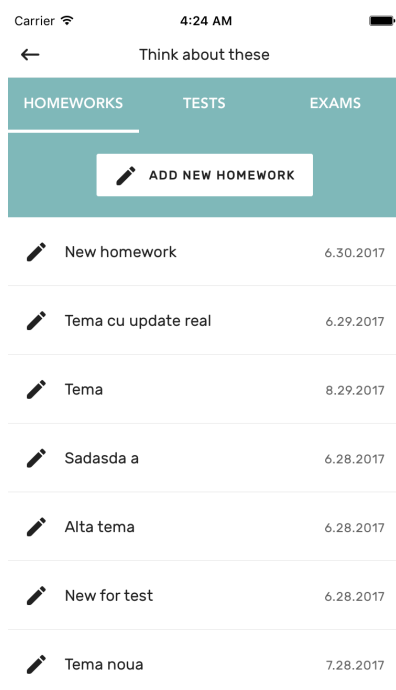 Carrier 4:24 AM
Think about these
HOMEWORKS TESTS EXAMS
ADD NEW HOMEWORK
New homework 6.30.2017
Tema cu update real 6.29.2017
Tema 8.29.2017
Sadasda a 6.28.2017
Alta tema 6.28.2017
New for test 6.28.2017
Tema noua 7.28.2017